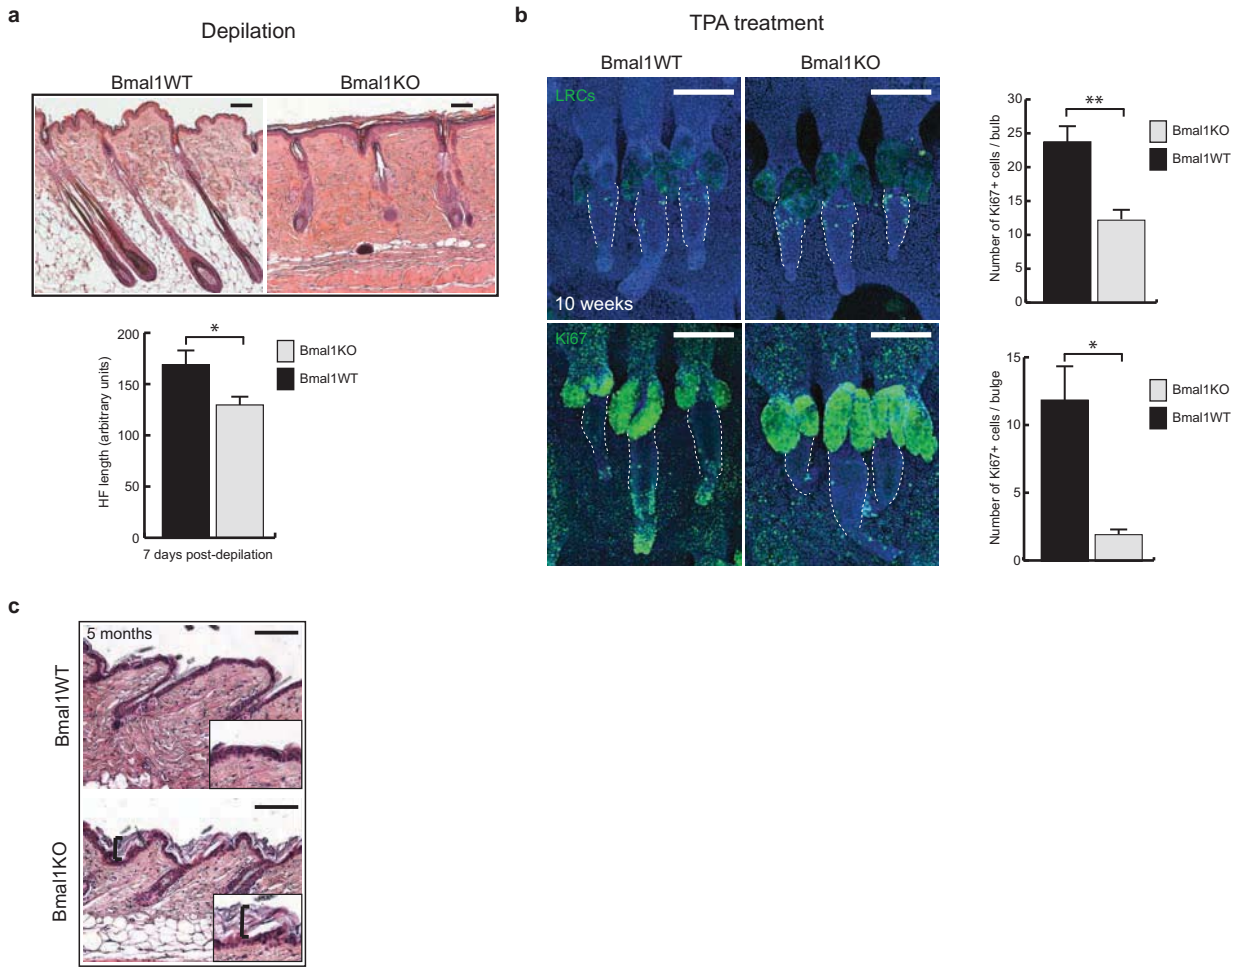 a
Depilation
Bmal1WT
Bmal1KO
200
150
100
50
0
HF length (arbitrary units)
*
Bmal1KO
Bmal1WT
7 days post-depilation
b
TPA treatment
Bmal1WT
Bmal1KO
LRCs
10 weeks
Ki67
30
25
20
15
10
5
0
Number of Ki67+ cells / bulb
**
Bmal1KO
Bmal1WT
15
10
5
0
Number of Ki67+ cells / bulge
*
Bmal1KO
Bmal1WT
c
5 months
Bmal1WT
Bmal1KO